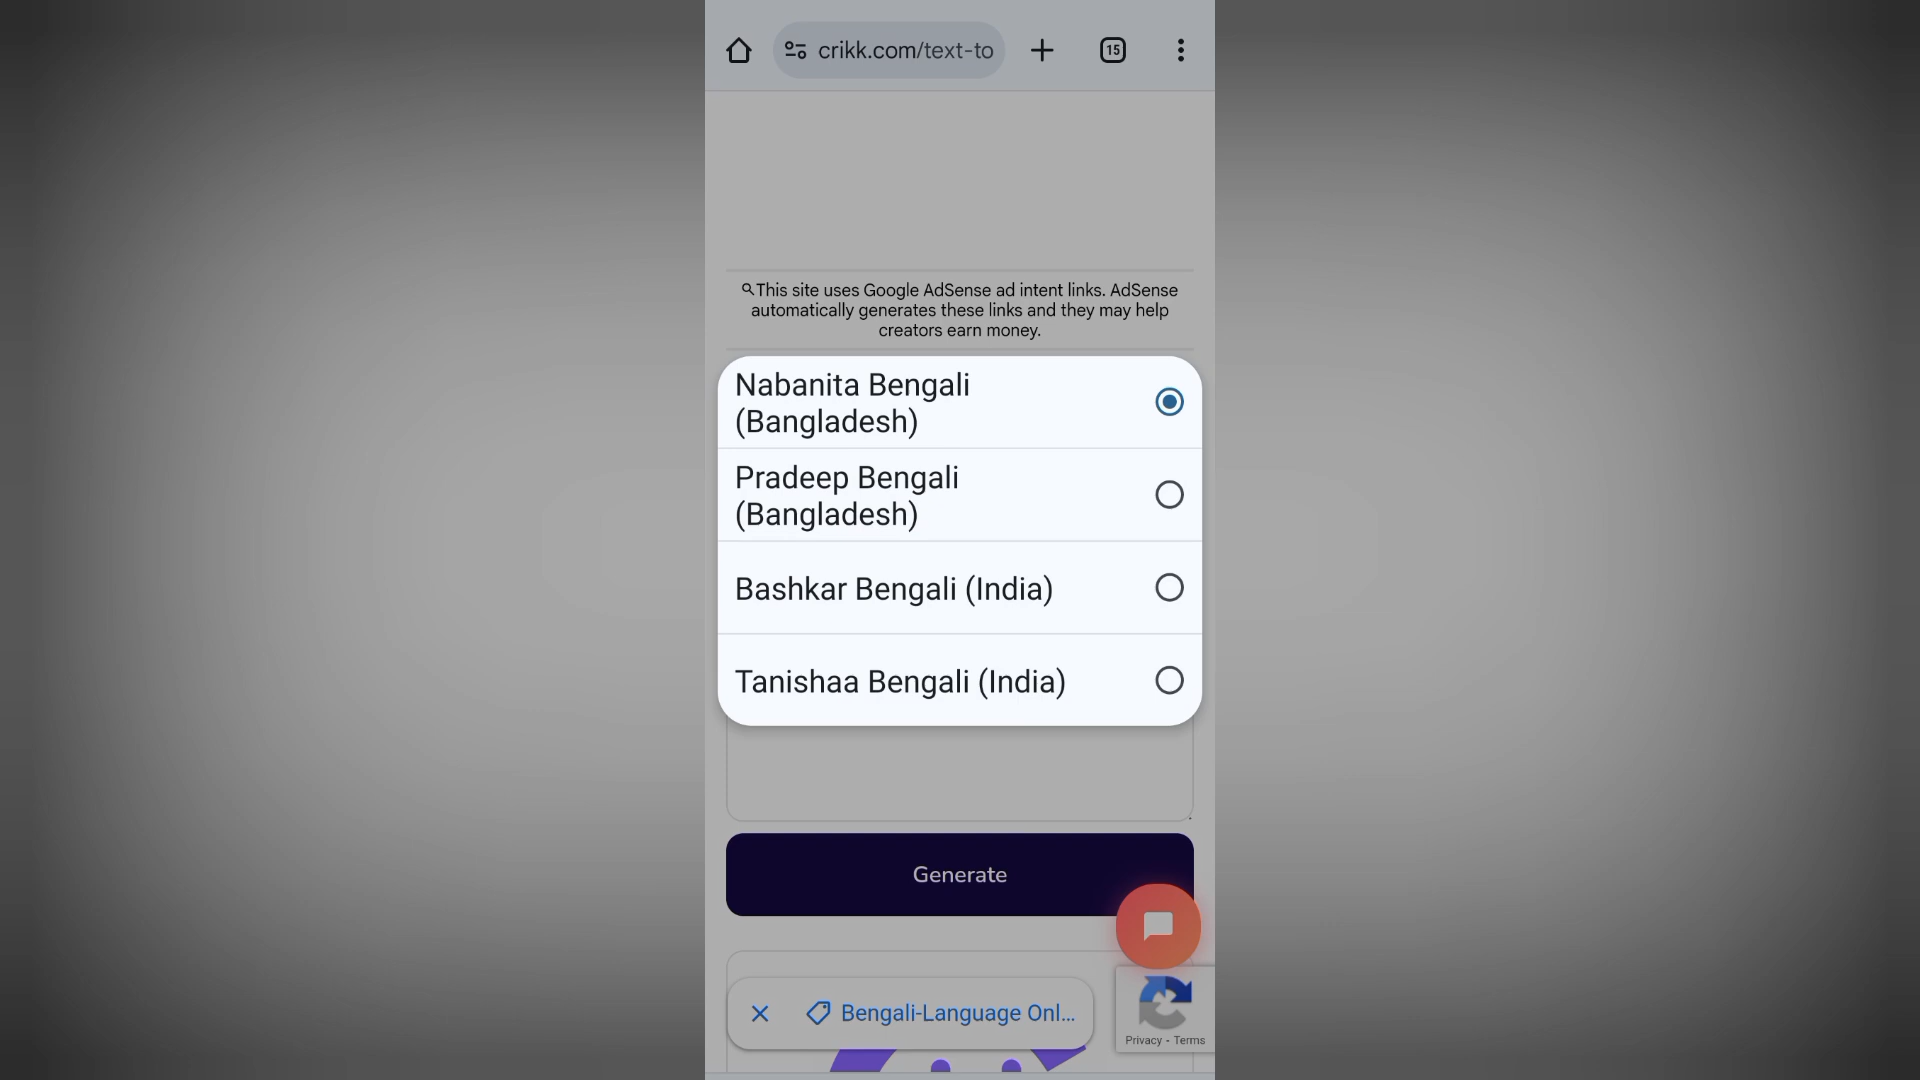 crikk.com/text-to
15
This site uses Google AdSense ad intent links. AdSense
automatically generates these links and they may help
creators earn money.
Nabanita Bengali
(Bangladesh)
Pradeep Bengali
(Bangladesh)
Bashkar Bengali (India)
Tanishaa Bengali (India)
Generate
Bengali-Language Onl...
Privacy - Terms